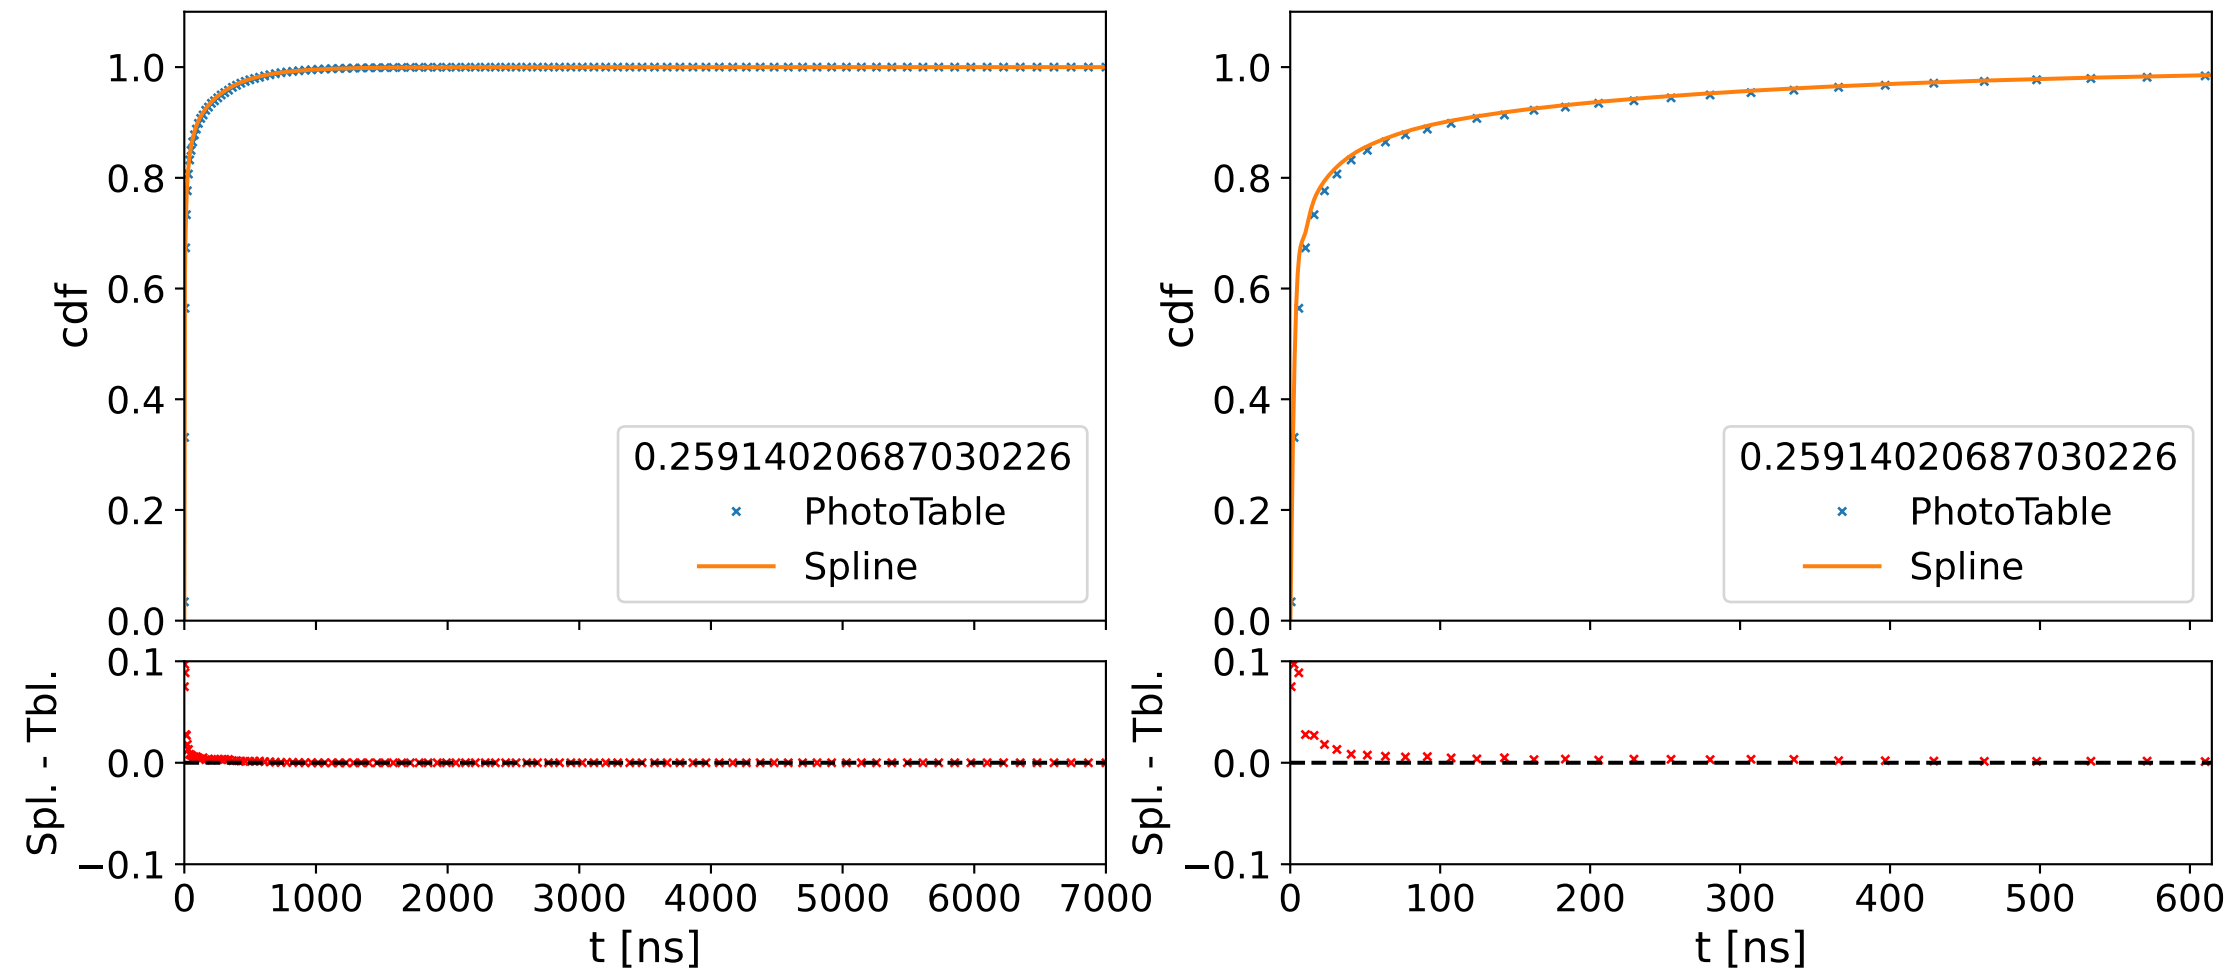 1.0
0.8
0.6
0.4
0.2
0.0
cdf
0.25914020687030226
PhotoTable
Spline
0.1
0.0
−0.1
Spl. - Tbl.
0 1000 2000 3000 4000 5000 6000 7000
t [ns]
1.0
0.8
0.6
0.4
0.2
0.0
cdf
0.25914020687030226
PhotoTable
Spline
0.1
0.0
−0.1
Spl. - Tbl.
0 100 200 300 400 500 600
t [ns]